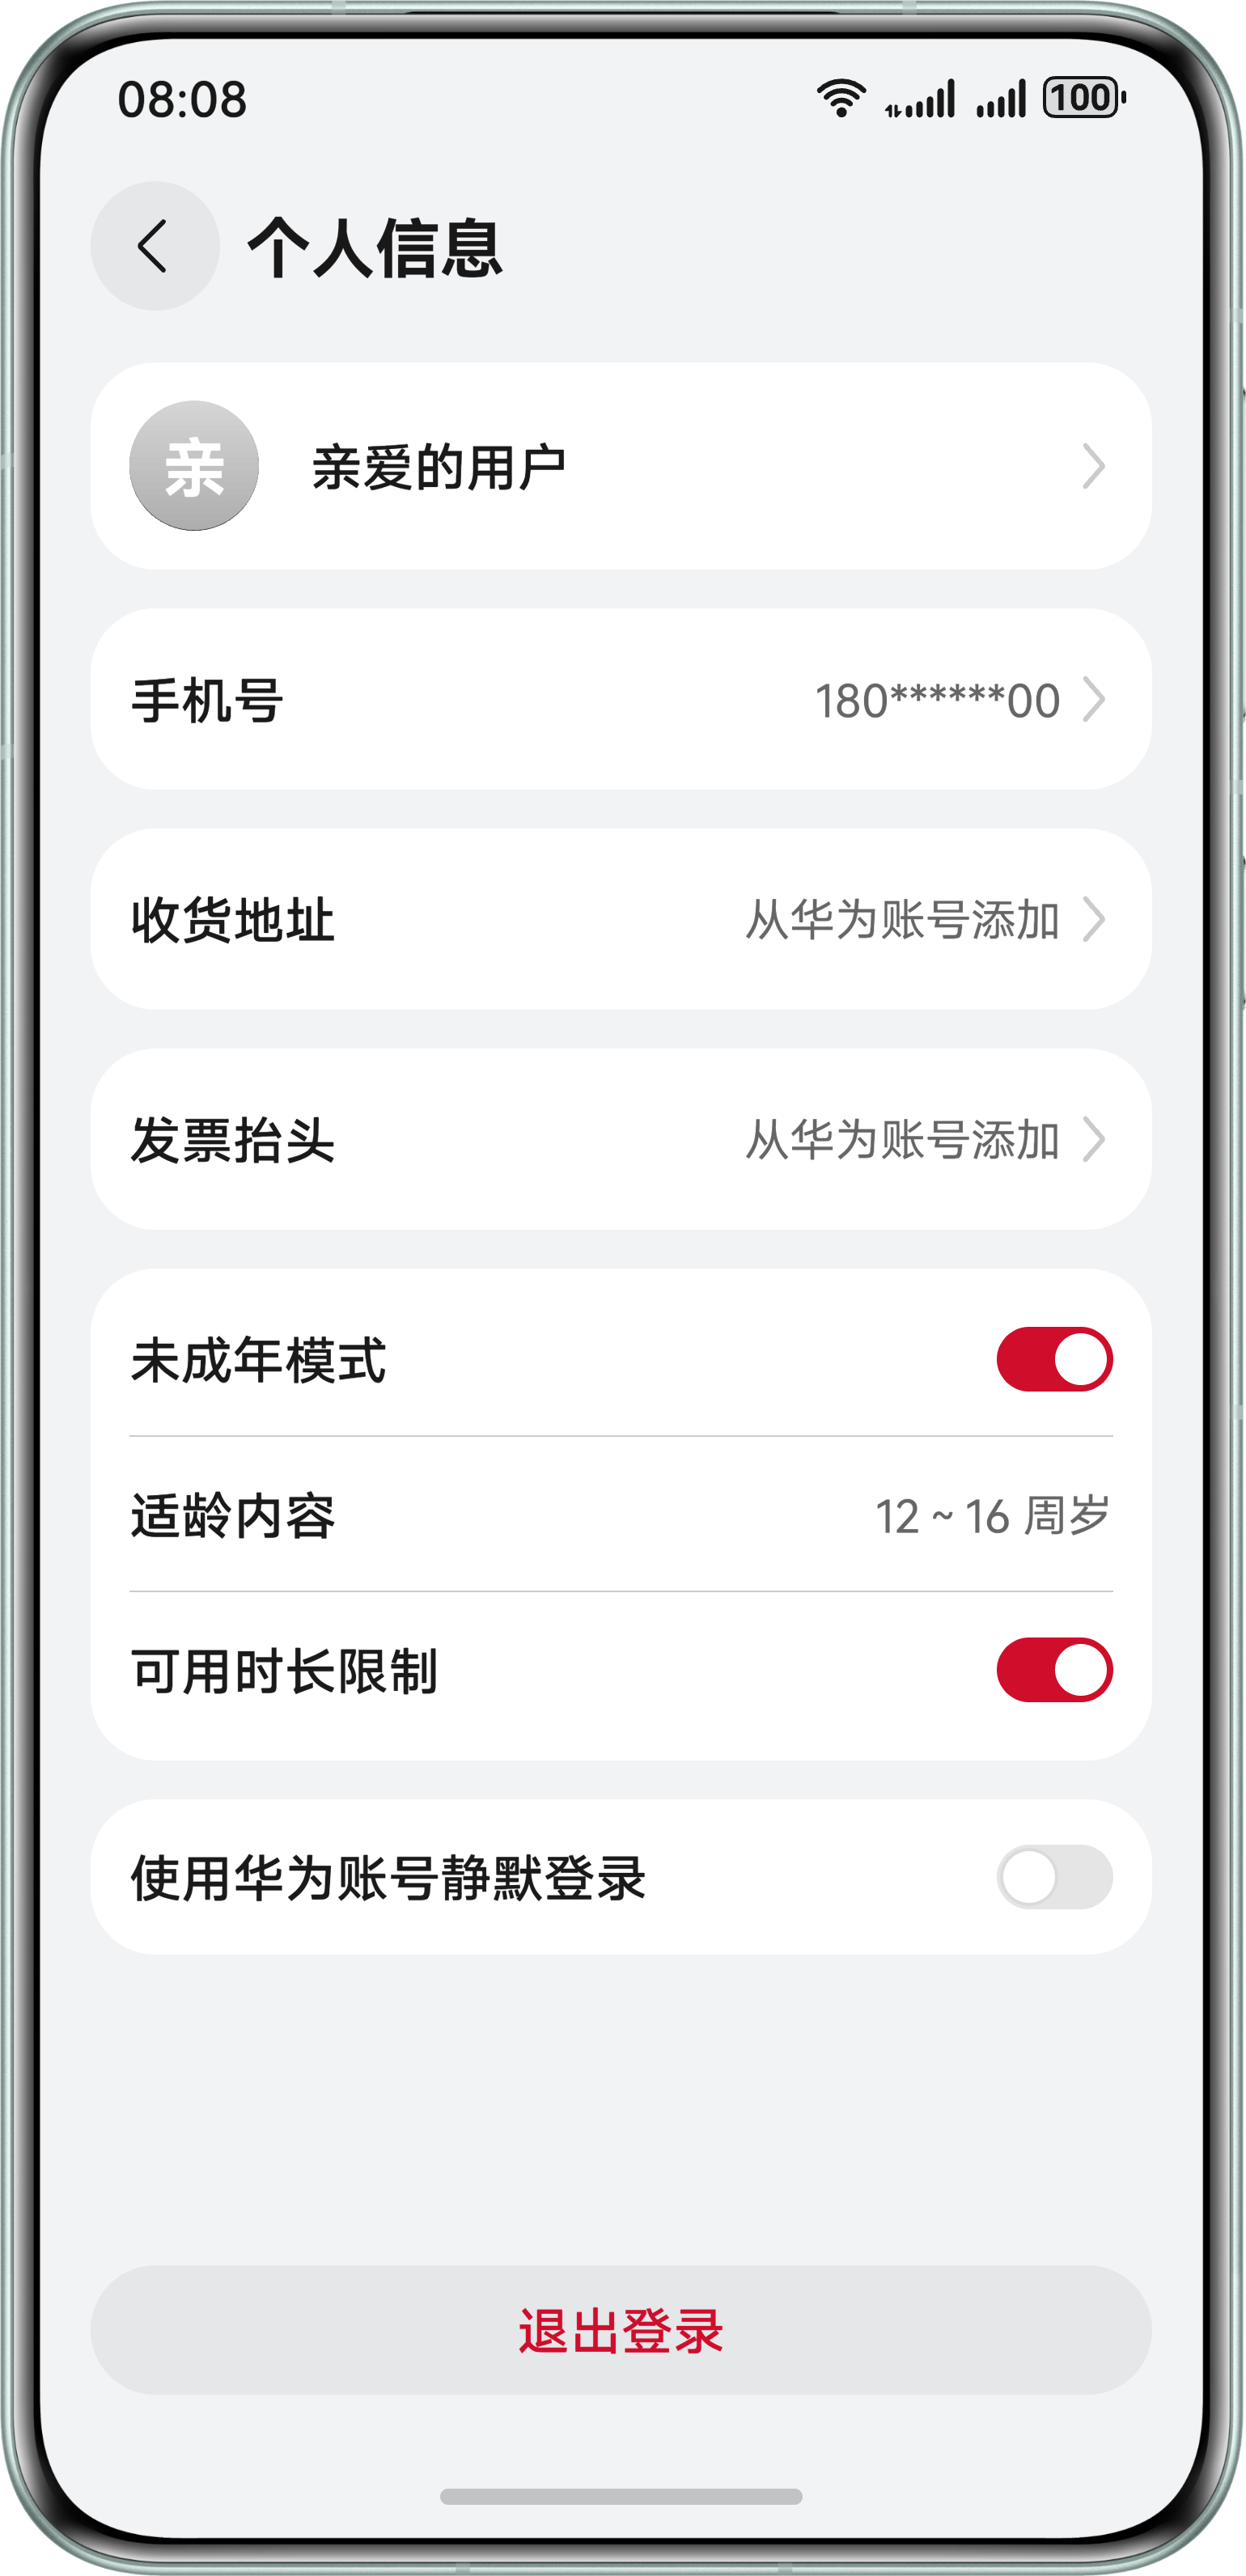 08:08
100
个人信息
亲
亲爱的用户
手机号 180******00
收货地址 从华为账号添加
发票抬头 从华为账号添加
未成年模式
适龄内容 12 ~ 16 周岁
可用时长限制
使用华为账号静默登录
退出登录